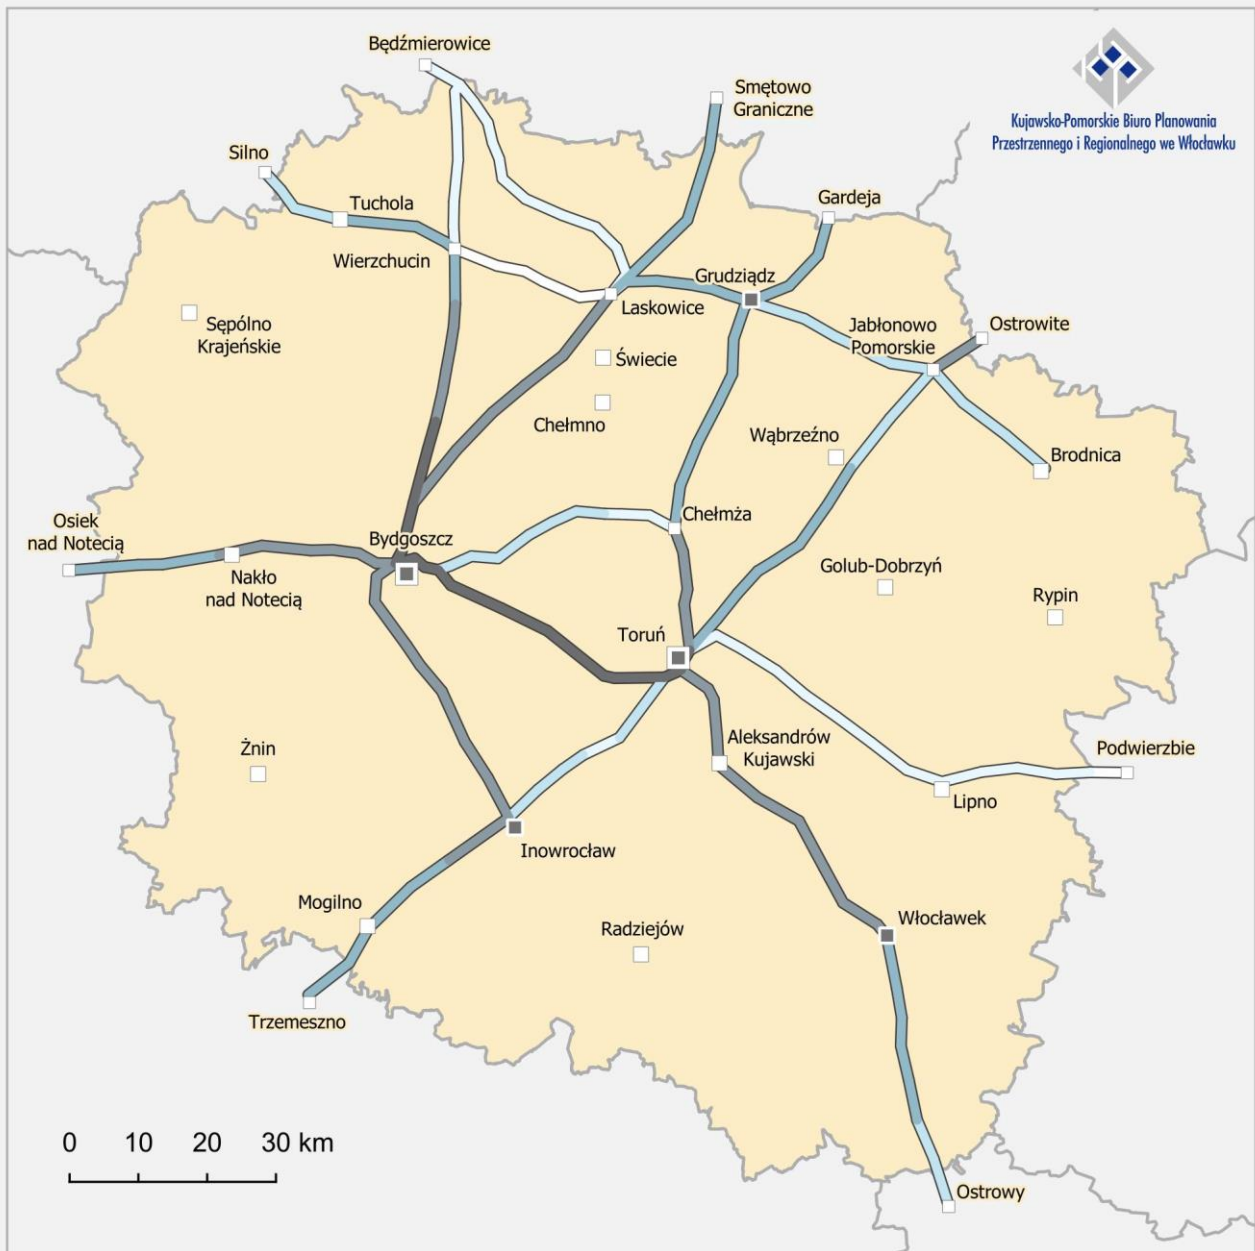 Będźmierowice
Smętowo
Graniczne
Kujawsko-Pomorskie Biuro Planowania
Przestrzennego i Regionalnego we Włocławku
Silno
Tuchola
Gardeja
Wierzchucin
Grudziądz
Laskowice
Sępólno
Krajeńskie
Jabłonowo
Pomorskie
Ostrowite
Świecie
Chełmno
Wąbrzeźno
Brodnica
Osiek
nad Notecią
Bydgoszcz
Chełmża
Nakło
nad Notecią
Golub-Dobrzyń
Rypin
Toruń
Żnin
Aleksandrów
Kujawski
Podwierzbie
Lipno
Inowrocław
Mogilno
Radziejów
Włocławek
Trzemeszno
0 10 20 30 km
Ostrowy